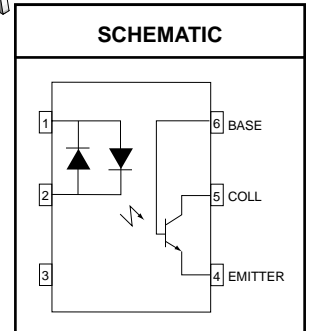 SCHEMATIC
1
6 BASE
2
5 COLL
3
4 EMITTER